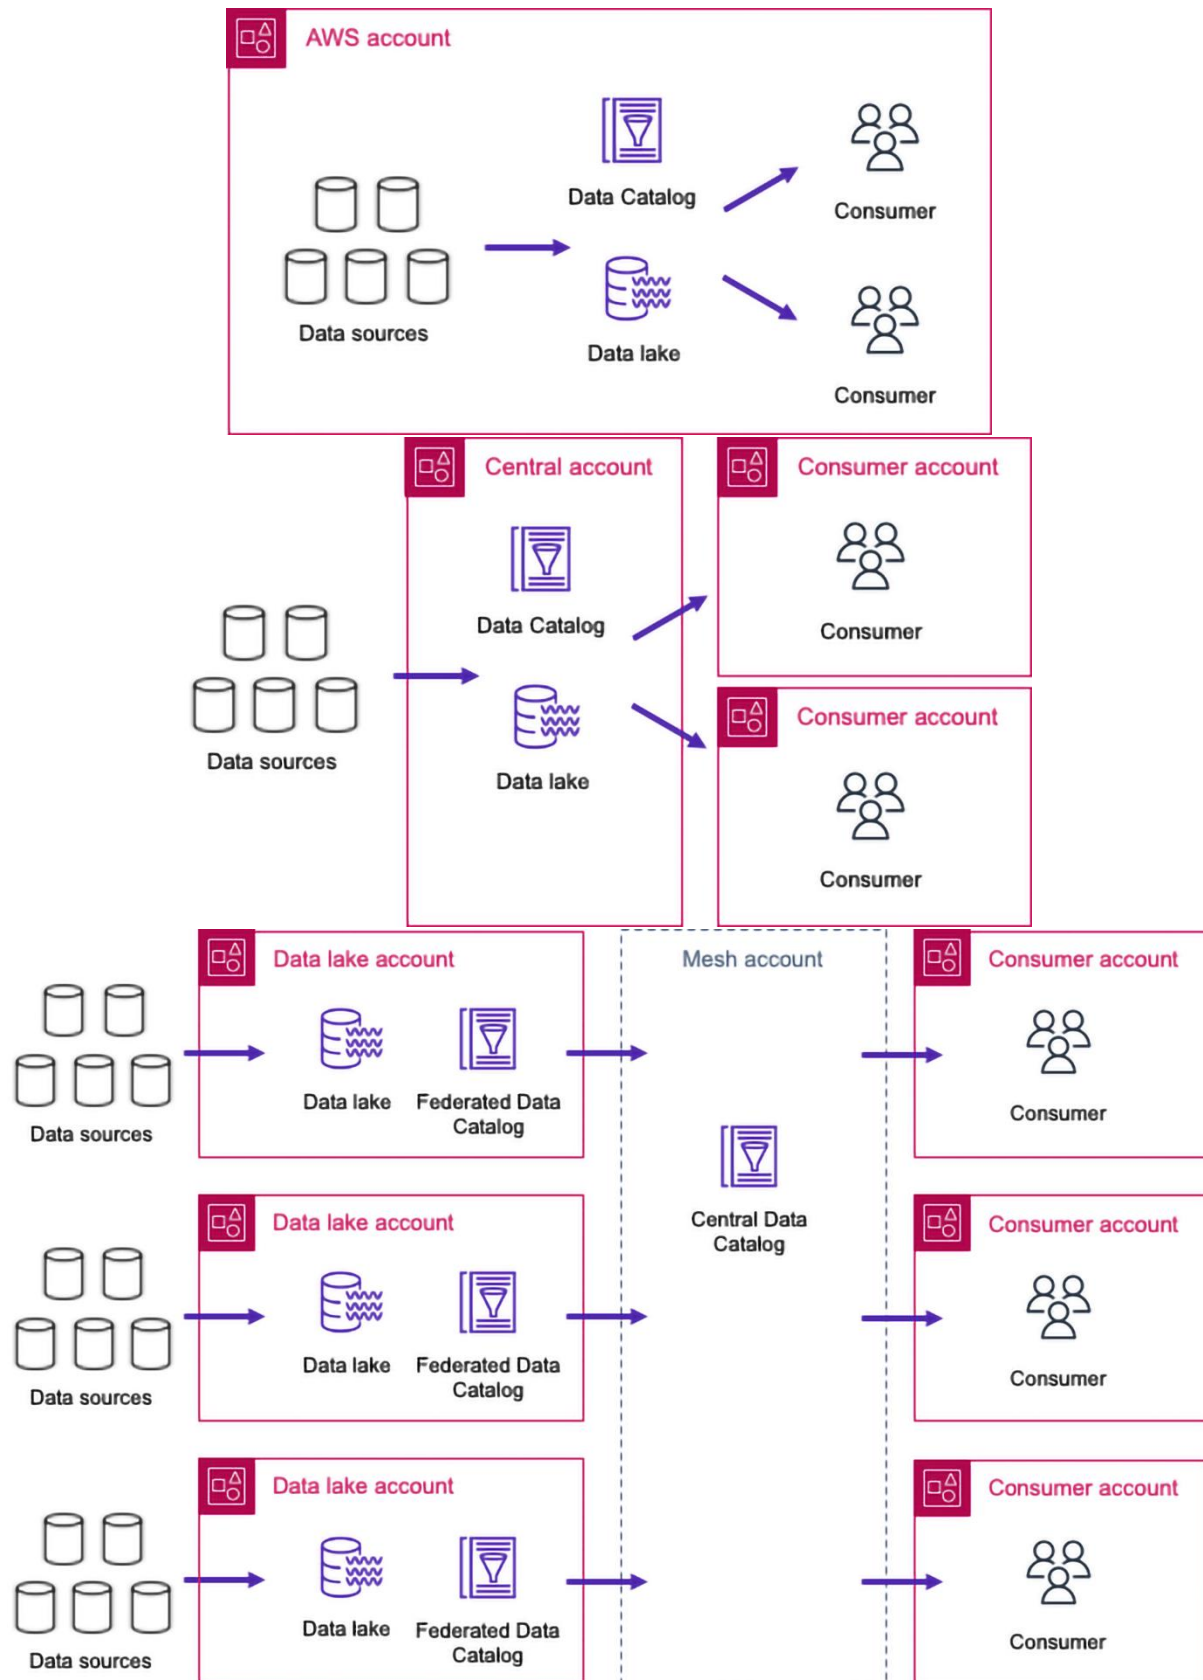 AWS account
Data Catalog
Consumer
Data sources
Data lake
Consumer
Central account
Consumer account
Data Catalog
Consumer
Data sources
Data lake
Consumer account
Consumer
Data lake account
Mesh account
Consumer account
Data sources
Data lake
Federated Data
Catalog
Consumer
Central Data
Catalog
Data lake account
Consumer account
Data sources
Data lake
Federated Data
Catalog
Consumer
Data lake account
Consumer account
Data sources
Data lake
Federated Data
Catalog
Consumer